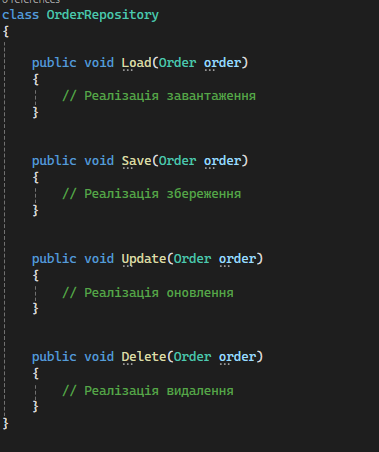 0 references
class OrderRepository
{
public void Load(Order order)
{
// Реалізація завантаження
}
public void Save(Order order)
{
// Реалізація збереження
}
public void Update(Order order)
{
// Реалізація оновлення
}
public void Delete(Order order)
{
// Реалізація видалення
}
}